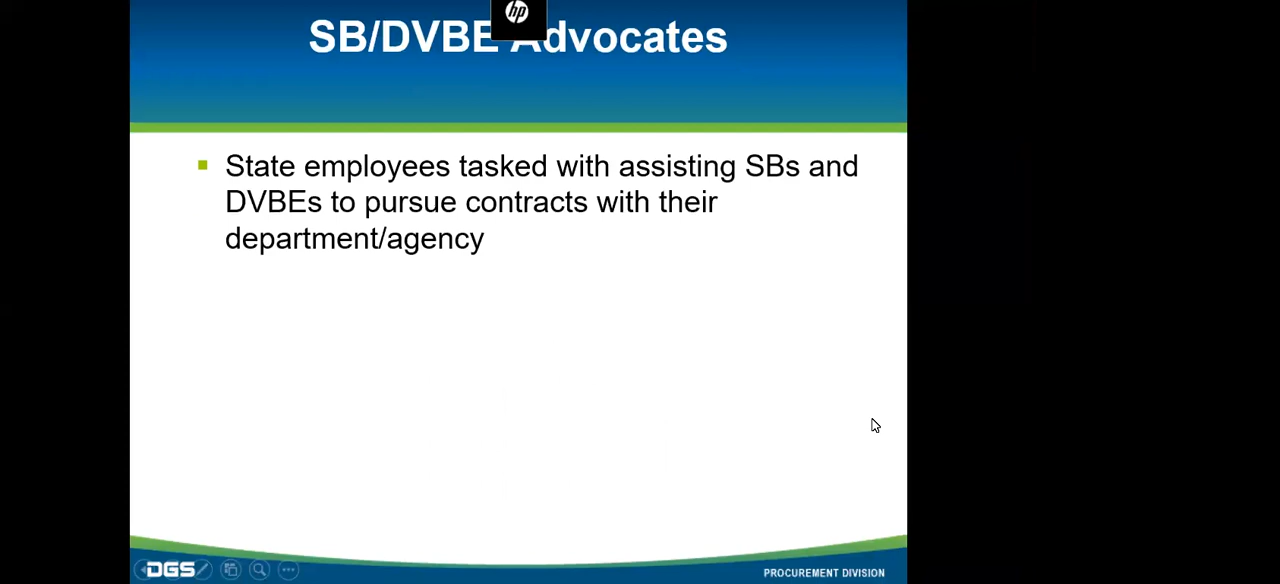 hp
SB/DVBE Advocates
State employees tasked with assisting SBs and
DVBEs to pursue contracts with their
department/agency
DGS
PROCUREMENT DIVISION